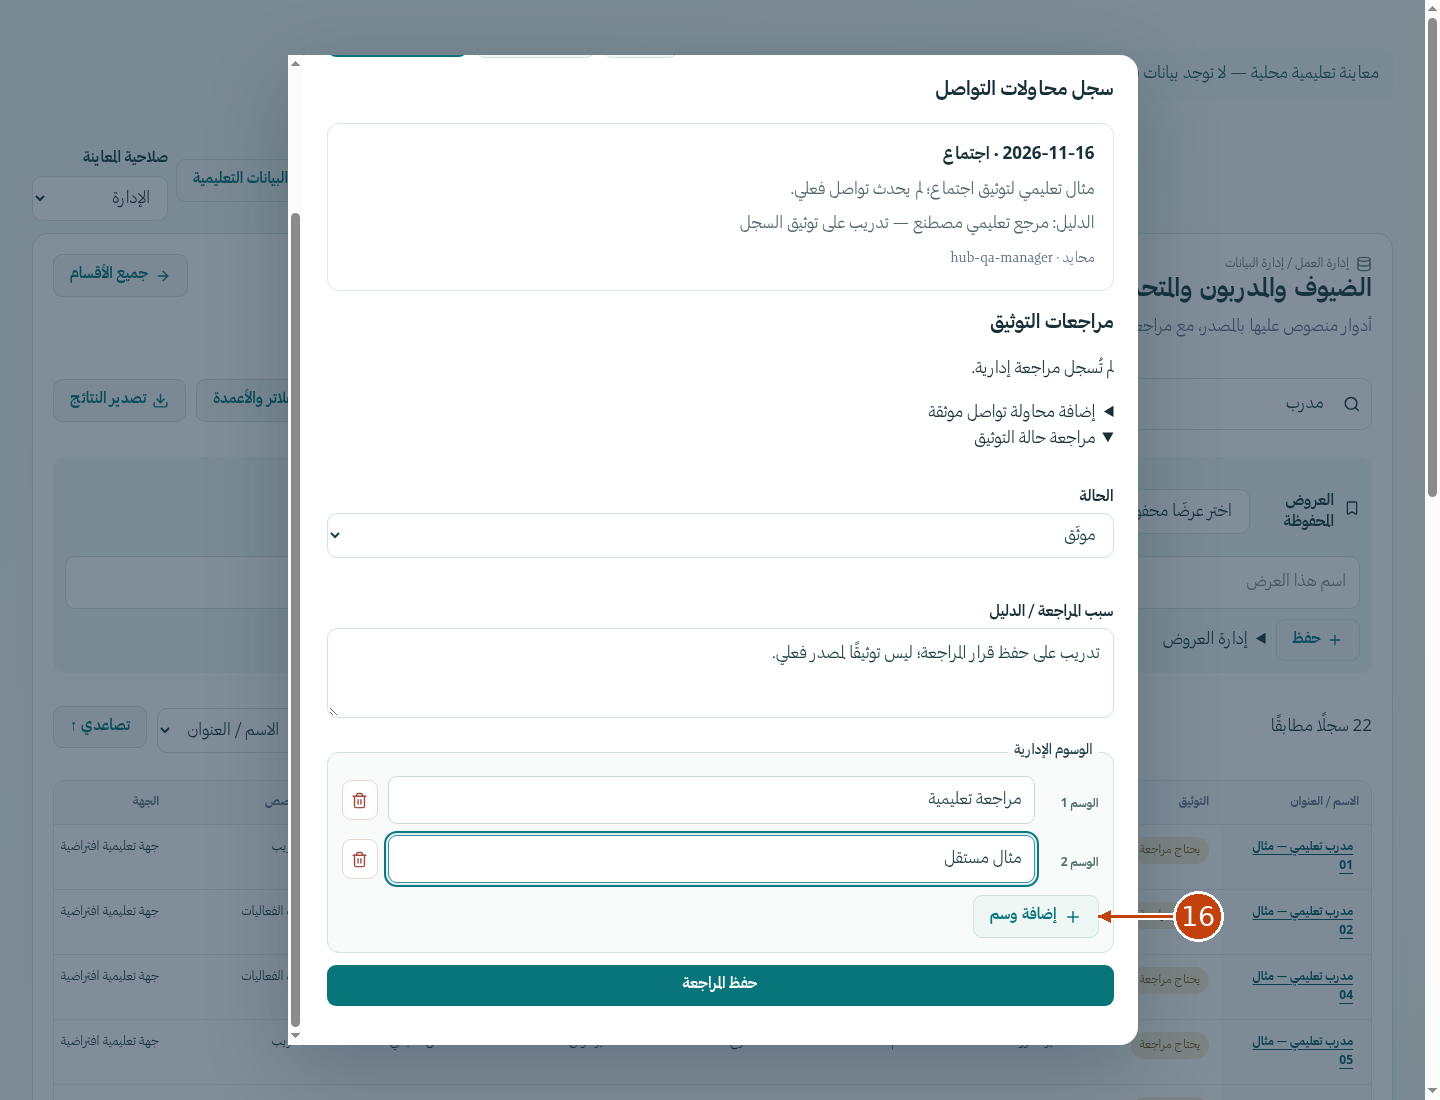 معاينة تعليمية محلية — لا توجد بيانات
صلاحية المعاينة
البيانات التعليمية
الإدارة
إدارة العمل / إدارة البيانات
جميع الأقسام
الضيوف والمدربون
أدوار منصوص عليها بالمصدر، مع
مدرب
والأعمدة
تصدير النتائج
العروض المحفوظة
اختر عرضًا
اسم هذا العرض
حفظ
إدارة العروض
22 سجلًا مطابقًا
الاسم / العنوان
تصاعدي ↑
الاسم / العنوان
التوثيق
الجهة
مدرب تعليمي — مثال 01
يحتاج مراجعة
جهة تعليمية افتراضية
مدرب تعليمي — مثال 02
الفعاليات
جهة تعليمية افتراضية
مدرب تعليمي — مثال 04
يحتاج مراجعة
الفعاليات
جهة تعليمية افتراضية
مدرب تعليمي — مثال 05
يحتاج مراجعة
جهة تعليمية افتراضية
سجل محاولات التواصل
2026-11-16 · اجتماع
مثال تعليمي لتوثيق اجتماع؛ لم يحدث تواصل فعلي.
الدليل: مرجع تعليمي مصطنع — تدريب على توثيق السجل
محايد · hub-qa-manager
مراجعات التوثيق
لم تُسجل مراجعة إدارية.
إضافة محاولة تواصل موثقة
مراجعة حالة التوثيق
الحالة
موثَق
سبب المراجعة / الدليل
تدريب على حفظ قرار المراجعة؛ ليس توثيقًا لمصدر فعلي.
الوسوم الإدارية
الوسم 1
مراجعة تعليمية
الوسم 2
مثال مستقل
+ إضافة وسم
16
حفظ المراجعة